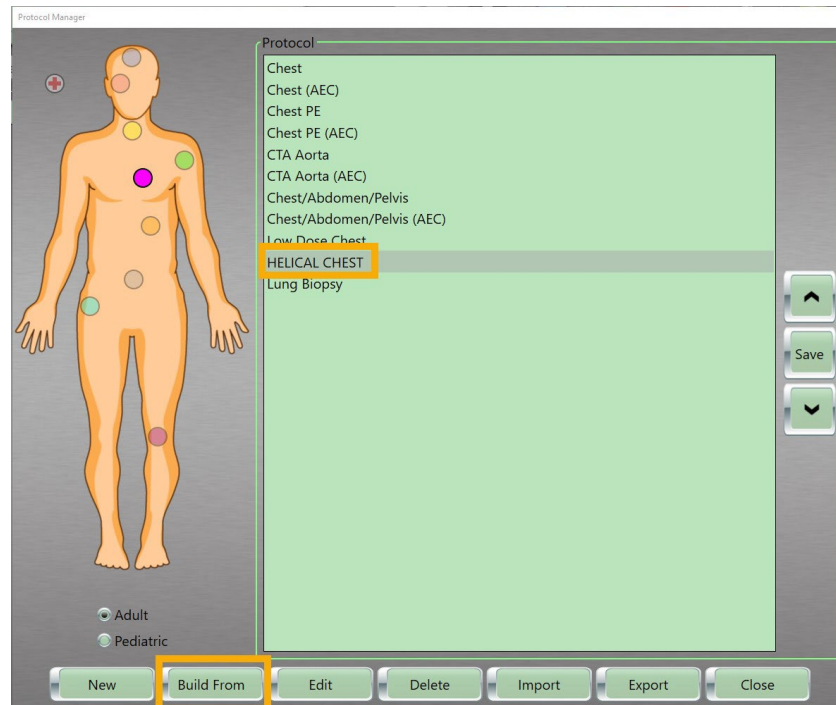 Protocol Manager
Protocol
Chest
Chest (AEC)
Chest PE
Chest PE (AEC)
CTA Aorta
CTA Aorta (AEC)
Chest/Abdomen/Pelvis
Chest/Abdomen/Pelvis (AEC)
Low Dose Chest
HELICAL CHEST
Lung Biopsy
Save
Adult
Pediatric
New Build From Edit Delete Import Export Close